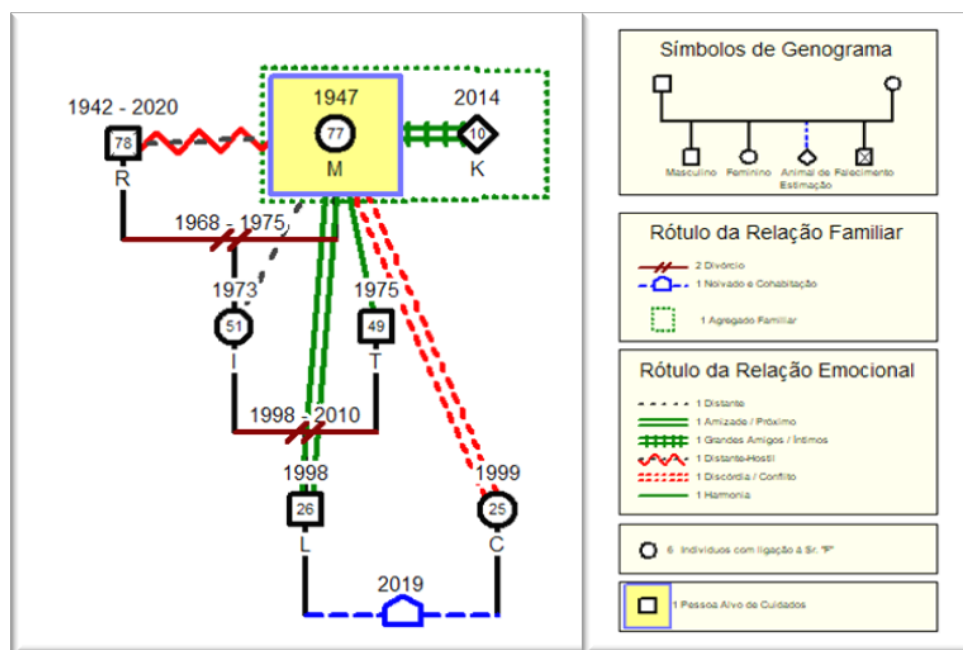 1942 - 2020
1947
2014
78
77
10
R
M
K
1968 - 1975
1973
1975
51
49
I
T
1998 - 2010
1998
1999
26
25
L
C
2019
Símbolos de Genograma
Masculino Feminino Animal de Falecimento
Estimação
Rótulo da Relação Familiar
2 Divórcio
1 Noivado e Cohabitação
1 Agregado Familiar
Rótulo da Relação Emocional
1 Distante
1 Amizade / Próximo
1 Grandes Amigos / Íntimos
1 Distante-Hostil
1 Discórdia / Conflito
1 Harmonia
6 Indivíduos com ligação à Sr. "P"
1 Pessoa Alvo de Cuidados